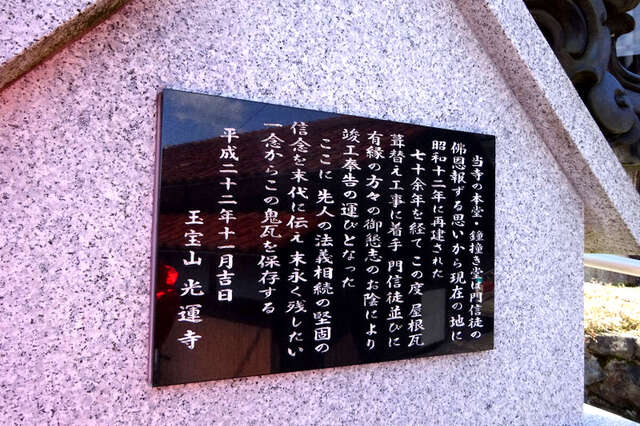 当寺の本堂・鐘撞き堂は門信徒の
佛恩報ずる思いから現在の地に
昭和十二年に再建された
七十余年を経てこの度 屋根瓦
葺替え工事に着手 門信徒並びに
有縁の方々の御懇志のお陰により
竣工奉告の運びとなった
ここに 先人の法義相続の堅固の
信念を末代に伝え末永く残したい
一念からこの鬼瓦を保存する
平成二十二年十一月吉日
玉宝山 光運寺